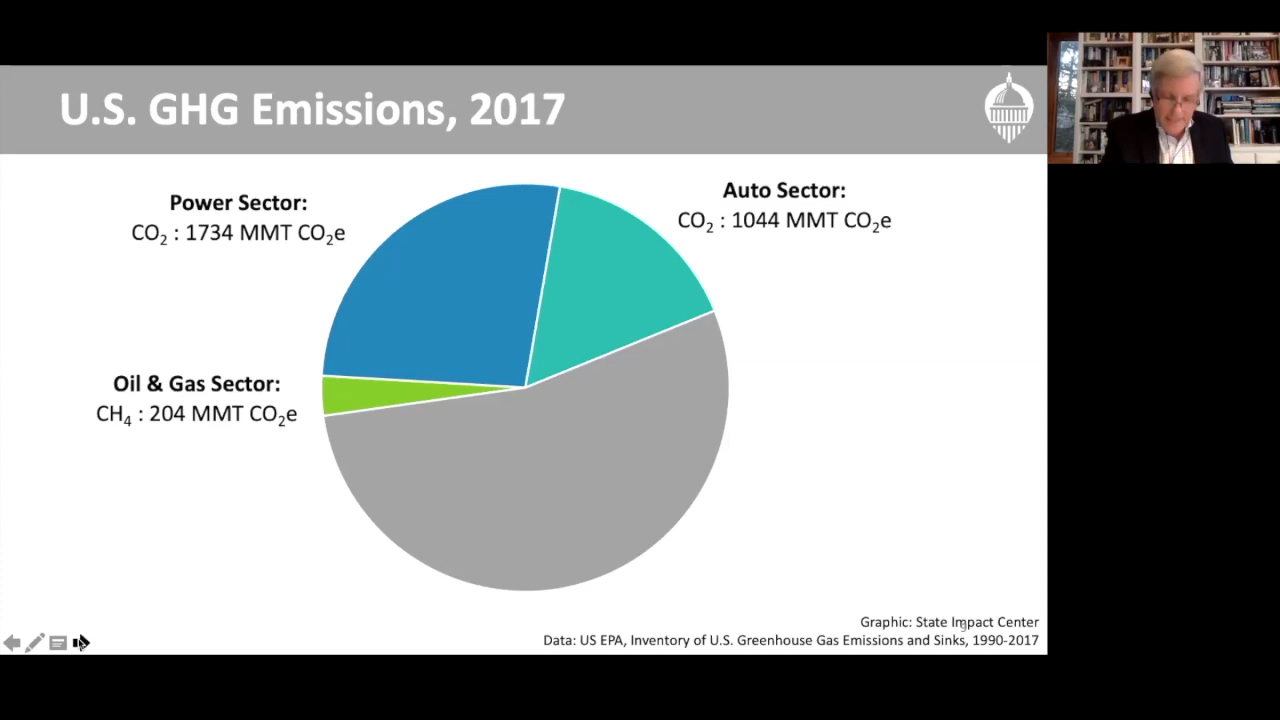 U.S. GHG Emissions, 2017
Power Sector:
CO₂ : 1734 MMT CO₂e
Auto Sector:
CO₂ : 1044 MMT CO₂e
Oil & Gas Sector:
CH₄ : 204 MMT CO₂e
Graphic: State Impact Center
9
Data: US EPA, Inventory of U.S. Greenhouse Gas Emissions and Sinks, 1990-2017